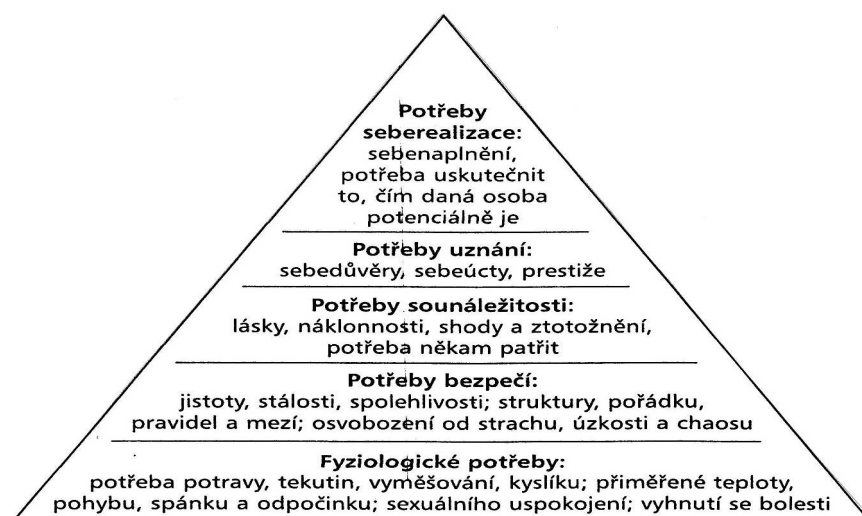 Potřeby
seberealizace:
sebenaplnění,
potřeba uskutečnit
to, čím daná osoba
potenciálně je
Potřeby uznání:
sebedůvěry, sebeúcty, prestiže
Potřeby sounáležitosti:
lásky, náklonnosti, shody a ztotožnění,
potřeba někam patřit
Potřeby bezpečí:
jistoty, stálosti, spolehlivosti; struktury, pořádku,
pravidel a mezí; osvobození od strachu, úzkosti a chaosu
Fyziologické potřeby:
potřeba potravy, tekutin, vyměšování, kyslíku; přiměřené teploty,
pohybu, spánku a odpočinku; sexuálního uspokojení; vyhnutí se bolesti